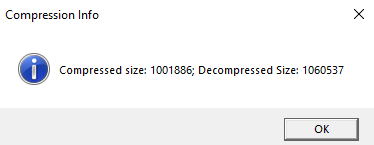 Compression Info
Compressed size: 1001886; Decompressed Size: 1060537
OK